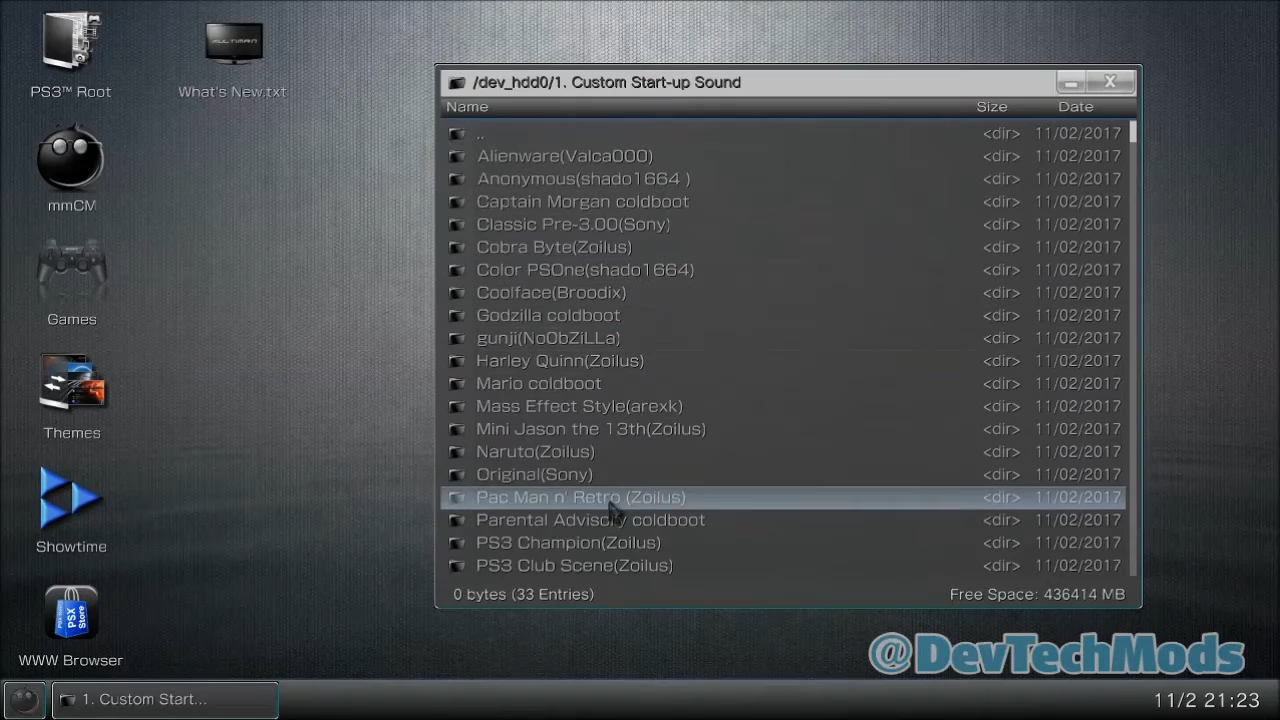 PS3™ Root
What's New.txt
MULTIMAN
mmCM
Games
Themes
Showtime
PSX Store
WWW Browser
/dev_hdd0/1. Custom Start-up Sound
Name Size Date
.. <dir> 11/02/2017
Alienware(Valca000) <dir> 11/02/2017
Anonymous(shado1664 ) <dir> 11/02/2017
Captain Morgan coldboot <dir> 11/02/2017
Classic Pre-3.00(Sony) <dir> 11/02/2017
Cobra Byte(Zoilus) <dir> 11/02/2017
Color PSOne(shado1664) <dir> 11/02/2017
Coolface(Broodix) <dir> 11/02/2017
Godzilla coldboot <dir> 11/02/2017
gunji(No0bZiLLa) <dir> 11/02/2017
Harley Quinn(Zoilus) <dir> 11/02/2017
Mario coldboot <dir> 11/02/2017
Mass Effect Style(arexk) <dir> 11/02/2017
Mini Jason the 13th(Zoilus) <dir> 11/02/2017
Naruto(Zoilus) <dir> 11/02/2017
Original(Sony) <dir> 11/02/2017
Pac Man n' Retro (Zoilus) <dir> 11/02/2017
Parental Advisory coldboot <dir> 11/02/2017
PS3 Champion(Zoilus) <dir> 11/02/2017
PS3 Club Scene(Zoilus) <dir> 11/02/2017
0 bytes (33 Entries) Free Space: 436414 MB
@DevTechMods
1. Custom Start...
11/2 21:23